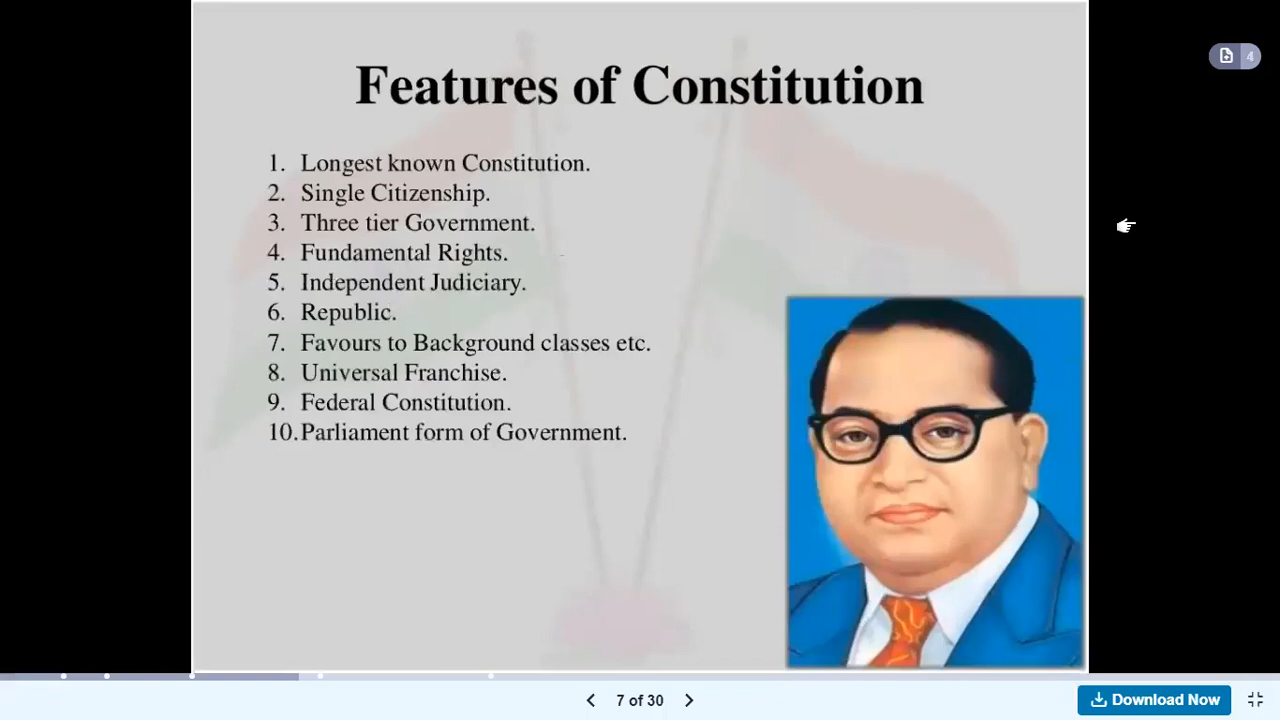 Features of Constitution
1. Longest known Constitution.
2. Single Citizenship.
3. Three tier Government.
4. Fundamental Rights.
5. Independent Judiciary.
6. Republic.
7. Favours to Background classes etc.
8. Universal Franchise.
9. Federal Constitution.
10. Parliament form of Government.
4
7 of 30
Download Now